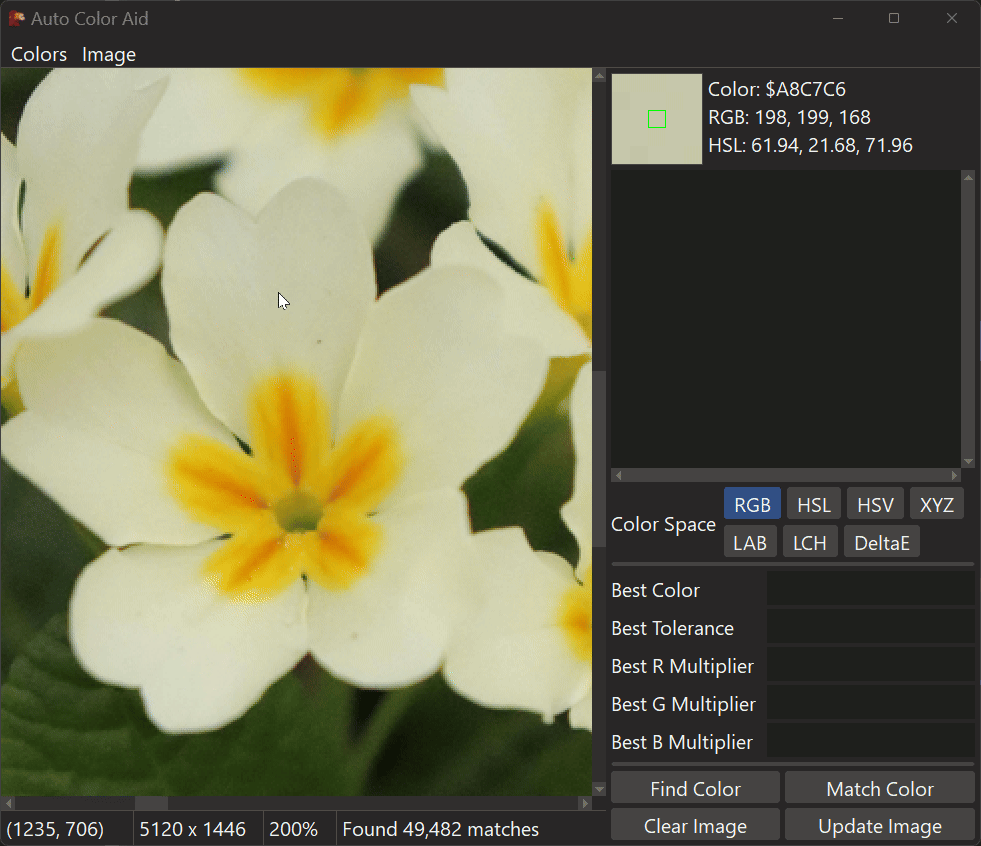 Auto Color Aid
Colors Image
Color: $A8C7C6
RGB: 198, 199, 168
HSL: 61.94, 21.68, 71.96
Color Space
RGB HSL HSV XYZ
LAB LCH DeltaE
Best Color
Best Tolerance
Best R Multiplier
Best G Multiplier
Best B Multiplier
Find Color Match Color
Clear Image Update Image
(1235, 706) 5120 x 1446 200% Found 49,482 matches